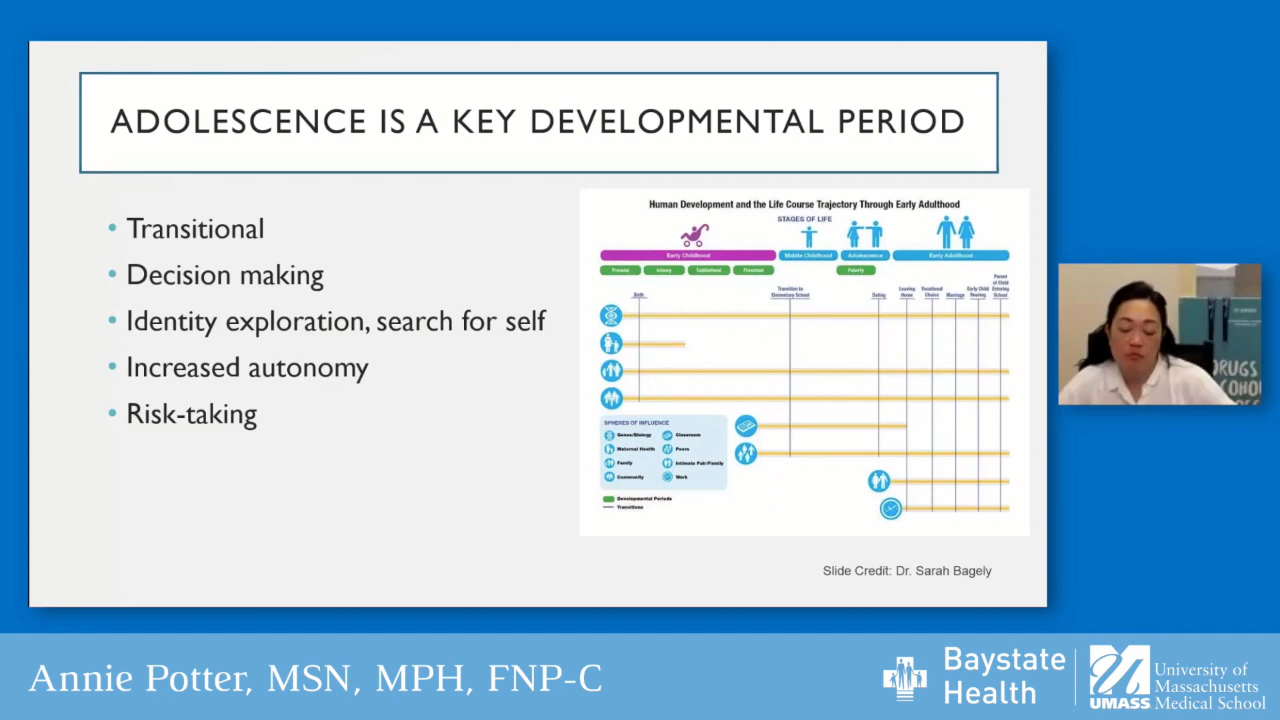 ADOLESCENCE IS A KEY DEVELOPMENTAL PERIOD
• Transitional
• Decision making
• Identity exploration, search for self
• Increased autonomy
• Risk-taking
Human Development and the Life Course Trajectory Through Early Adulthood
STAGES OF LIFE
Early Childhood
Middle Childhood
Adolescence
Early Adulthood
Prenatal
Infancy
Toddlerhood
Preschool
Puberty
Birth
Transition to
Elementary School
Dating
Leaving
Home
Vocational
Choice
Marriage
Early Child
Rearing
Parent
of Child
Entering
School
SPHERES OF INFLUENCE
Genes/Biology
Maternal Health
Family
Community
Classroom
Peers
Intimate Pair/Family
Work
Developmental Periods
Transitions
Slide Credit: Dr. Sarah Bagely
DRUGS
Annie Potter, MSN, MPH, FNP-C
Baystate
Health
UMASS
University of
Massachusetts
Medical School